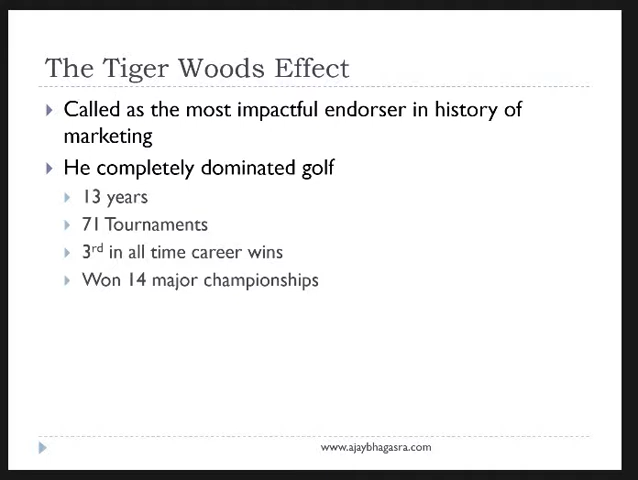 The Tiger Woods Effect
Called as the most impactful endorser in history of
marketing
He completely dominated golf
13 years
71 Tournaments
3rd in all time career wins
Won 14 major championships
www.ajaybhagasra.com